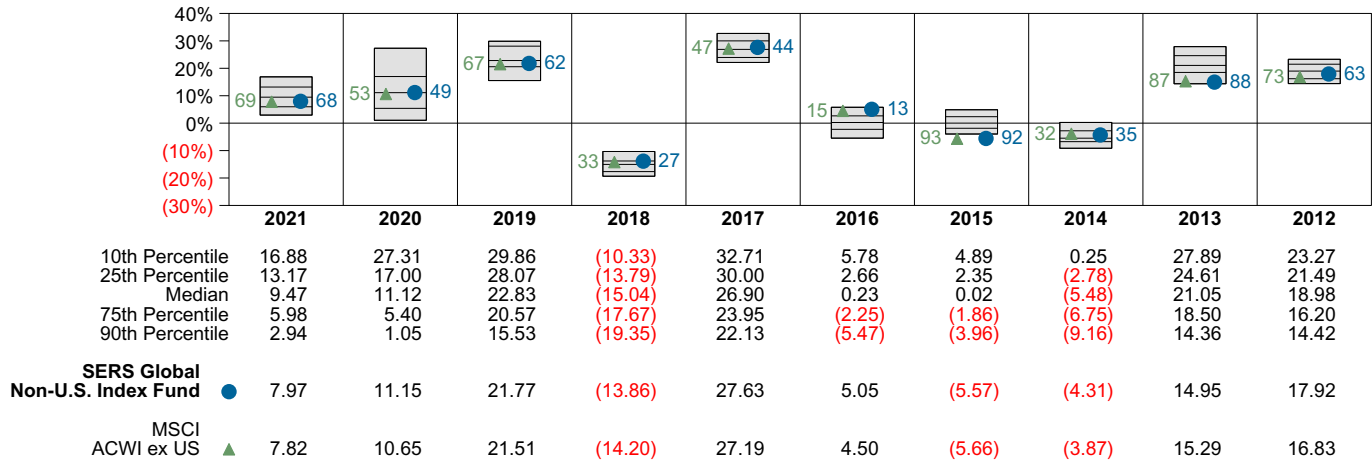 40%
30%
20%
10%
0%
(10%)
(20%)
(30%)
69 68
53 49
67 62
33 27
47 44
15 13
93 92
32 35
87 88
73 63
2021 2020 2019 2018 2017 2016 2015 2014 2013 2012
10th Percentile 16.88 27.31 29.86 (10.33) 32.71 5.78 4.89 0.25 27.89 23.27
25th Percentile 13.17 17.00 28.07 (13.79) 30.00 2.66 2.35 (2.78) 24.61 21.49
Median 9.47 11.12 22.83 (15.04) 26.90 0.23 0.02 (5.48) 21.05 18.98
75th Percentile 5.98 5.40 20.57 (17.67) 23.95 (2.25) (1.86) (6.75) 18.50 16.20
90th Percentile 2.94 1.05 15.53 (19.35) 22.13 (5.47) (3.96) (9.16) 14.36 14.42
SERS Global
Non-U.S. Index Fund 7.97 11.15 21.77 (13.86) 27.63 5.05 (5.57) (4.31) 14.95 17.92
MSCI
ACWI ex US 7.82 10.65 21.51 (14.20) 27.19 4.50 (5.66) (3.87) 15.29 16.83